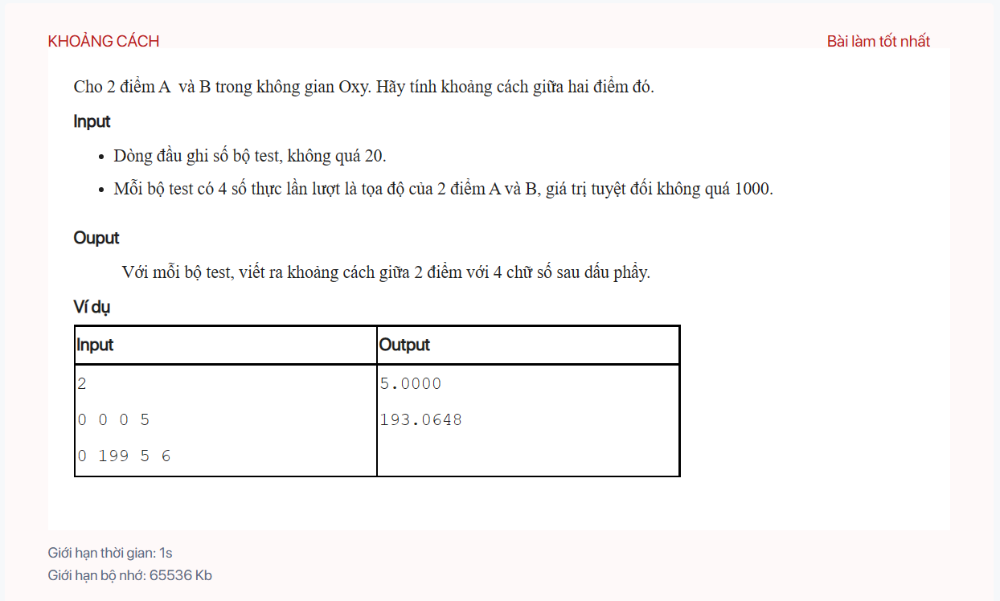 KHOẢNG CÁCH
Bài làm tốt nhất
Cho 2 điểm A và B trong không gian Oxy. Hãy tính khoảng cách giữa hai điểm đó.
Input
• Dòng đầu ghi số bộ test, không quá 20.
• Mỗi bộ test có 4 số thực lần lượt là tọa độ của 2 điểm A và B, giá trị tuyệt đối không quá 1000.
Ouput
Với mỗi bộ test, viết ra khoảng cách giữa 2 điểm với 4 chữ số sau dấu phẩy.
Ví dụ
Input Output
2 5.0000
0 0 0 5 193.0648
0 199 5 6
Giới hạn thời gian: 1s
Giới hạn bộ nhớ: 65536 Kb